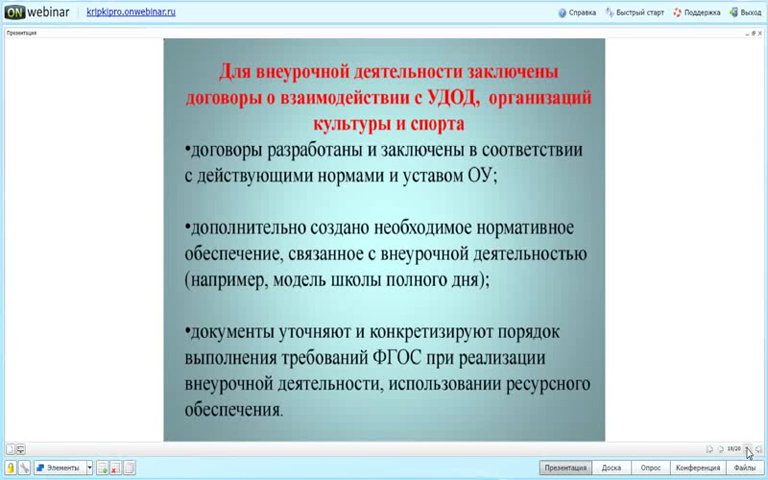 ON webinar
kripkipro.onwebinar.ru
Справка
Быстрый старт
Поддержка
Выход
Презентация
Для внеурочной деятельности заключены
договоры о взаимодействии с УДОД, организаций
культуры и спорта
•договоры разработаны и заключены в соответствии
с действующими нормами и уставом ОУ;
•дополнительно создано необходимое нормативное
обеспечение, связанное с внеурочной деятельностью
(например, модель школы полного дня);
•документы уточняют и конкретизируют порядок
выполнения требований ФГОС при реализации
внеурочной деятельности, использовании ресурсного
обеспечения.
Элементы
Презентация
Доска
Опрос
Конференция
Файлы